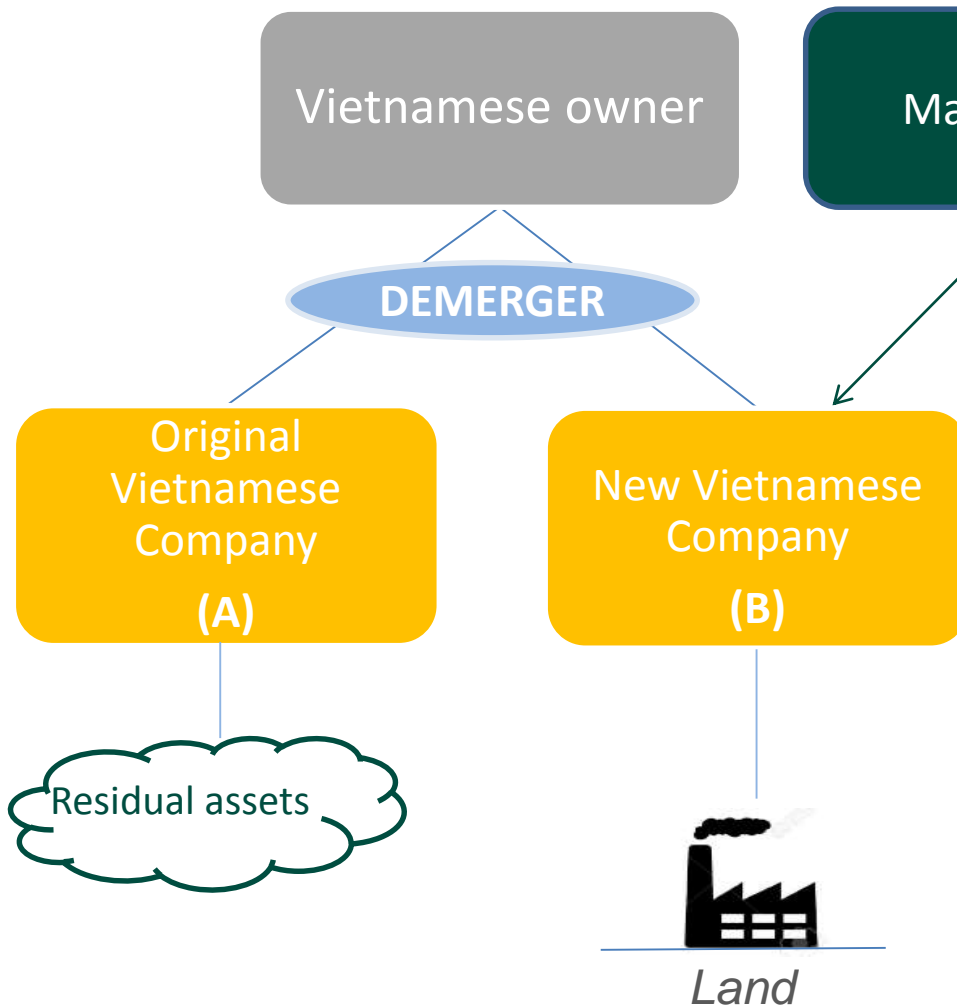 Vietnamese owner
Ma
DEMERGER
Original
Vietnamese
Company
(A)
New Vietnamese
Company
(B)
Residual assets
Land